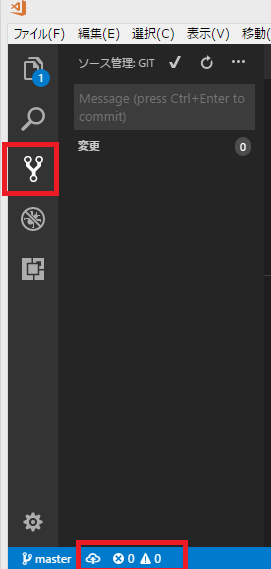 ファイル(F) 編集(E) 選択(C) 表示(V) 移動(
ソース管理: GIT
1
Message (press Ctrl+Enter to
commit)
変更 0
master 0 0